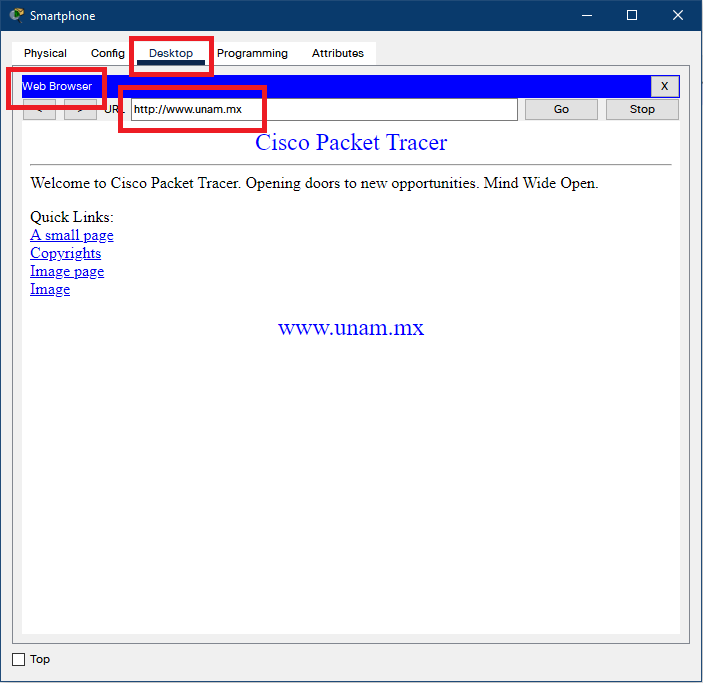 Smartphone
Physical Config Desktop Programming Attributes
Web Browser X
< > URL http://www.unam.mx Go Stop
Cisco Packet Tracer
Welcome to Cisco Packet Tracer. Opening doors to new opportunities. Mind Wide Open.
Quick Links:
A small page
Copyrights
Image page
Image
www.unam.mx
Top